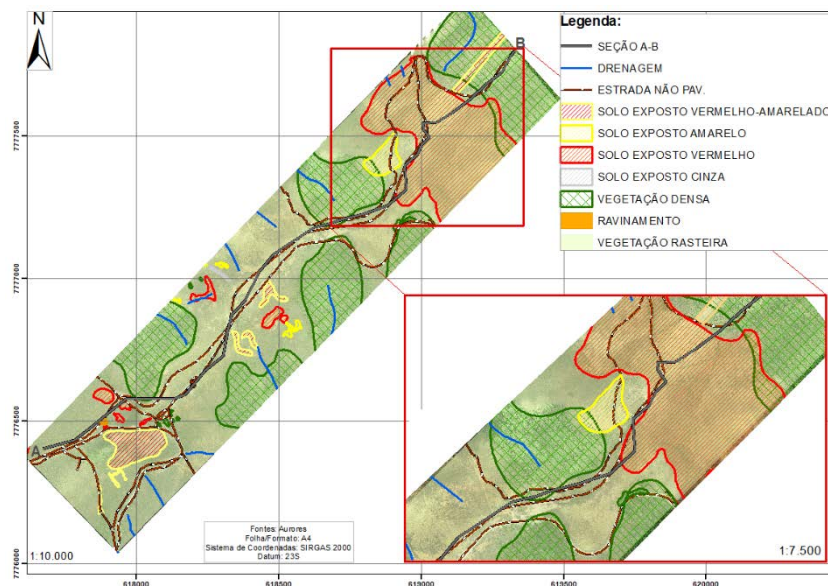 N
B
Legenda:
SEÇÃO A-B
DRENAGEM
ESTRADA NÃO PAV.
SOLO EXPOSTO VERMELHO-AMARELADO
SOLO EXPOSTO AMARELO
SOLO EXPOSTO VERMELHO
SOLO EXPOSTO CINZA
VEGETAÇÃO DENSA
RAVINAMENTO
VEGETAÇÃO RASTEIRA
7777500
7777000
7776500
7776000
A
Fontes: Aurores
Folha/Formato: A4
Sistema de Coordenadas: SIRGAS 2000
Datum: 23S
1:10.000
1:7.500
618000
618500
619000
619500
620000